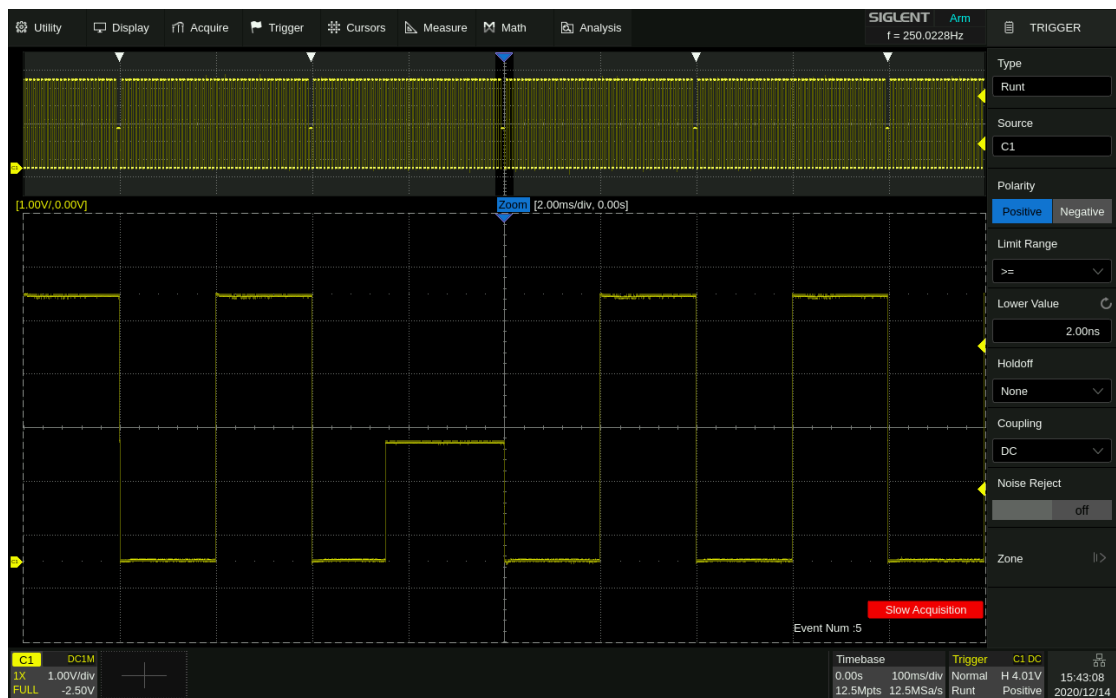 Utility Display Acquire Trigger Cursors Measure Math Analysis
SIGLENT Arm
f = 250.0228Hz
TRIGGER
Type
Runt
Source
C1
Polarity
Positive Negative
Limit Range
>=
Lower Value
2.00ns
Holdoff
None
Coupling
DC
Noise Reject
off
Zone
[1.00V/,0.00V]
Zoom [2.00ms/div, 0.00s]
Slow Acquisition
Event Num :5
C1 DC1M
1X 1.00V/div
FULL -2.50V
Timebase
0.00s 100ms/div
12.5Mpts 12.5MSa/s
Trigger C1 DC
Normal H 4.01V
Runt Positive
15:43:08
2020/12/14